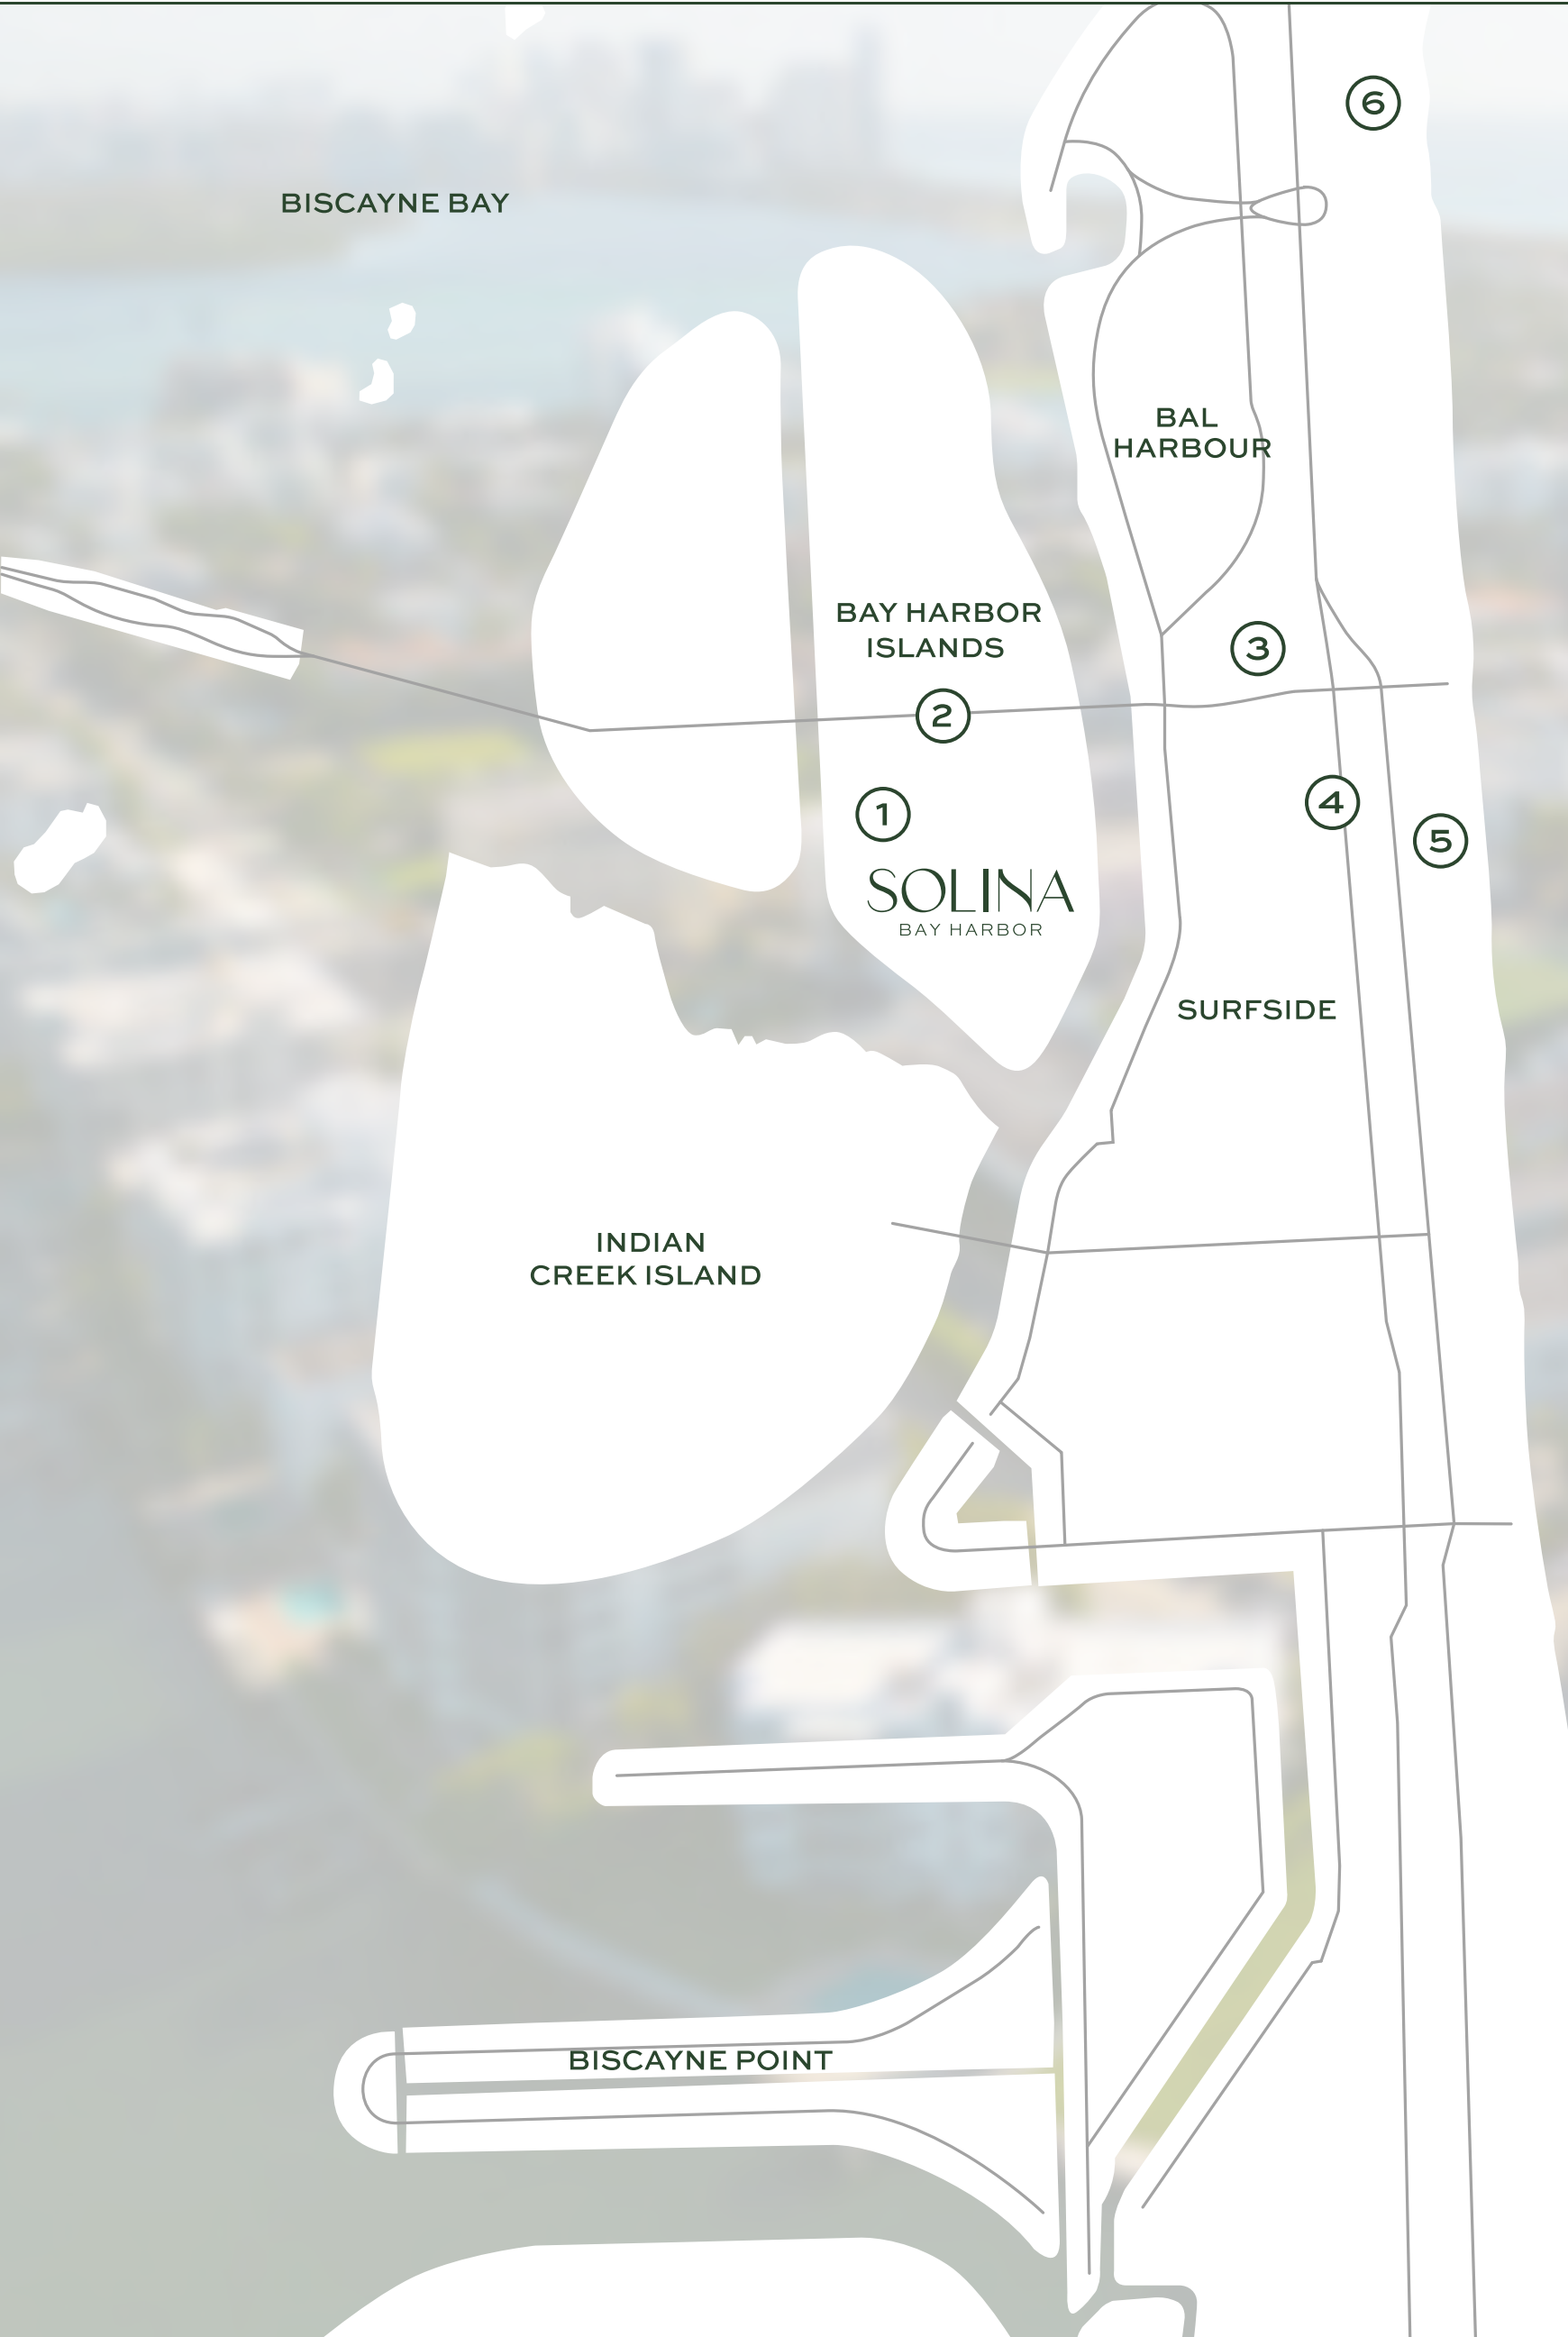 6
BISCAYNE BAY
BAL
HARBOUR
BAY HARBOR
ISLANDS
3
2
4
1
5
SOLINA
BAY HARBOR
SURFSIDE
INDIAN
CREEK ISLAND
BISCAYNE POINT